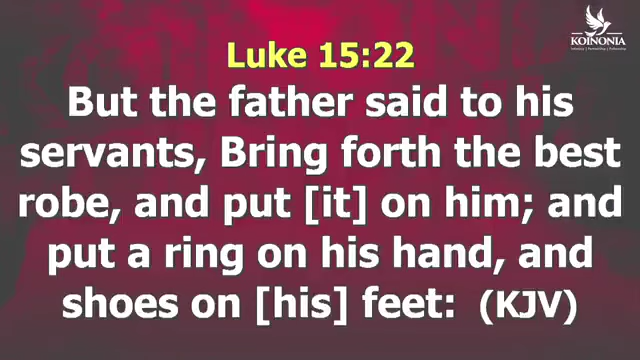 KOINONIA
Luke 15:22
But the father said to his
servants, Bring forth the best
robe, and put [it] on him; and
put a ring on his hand, and
shoes on [his] feet: (KJV)